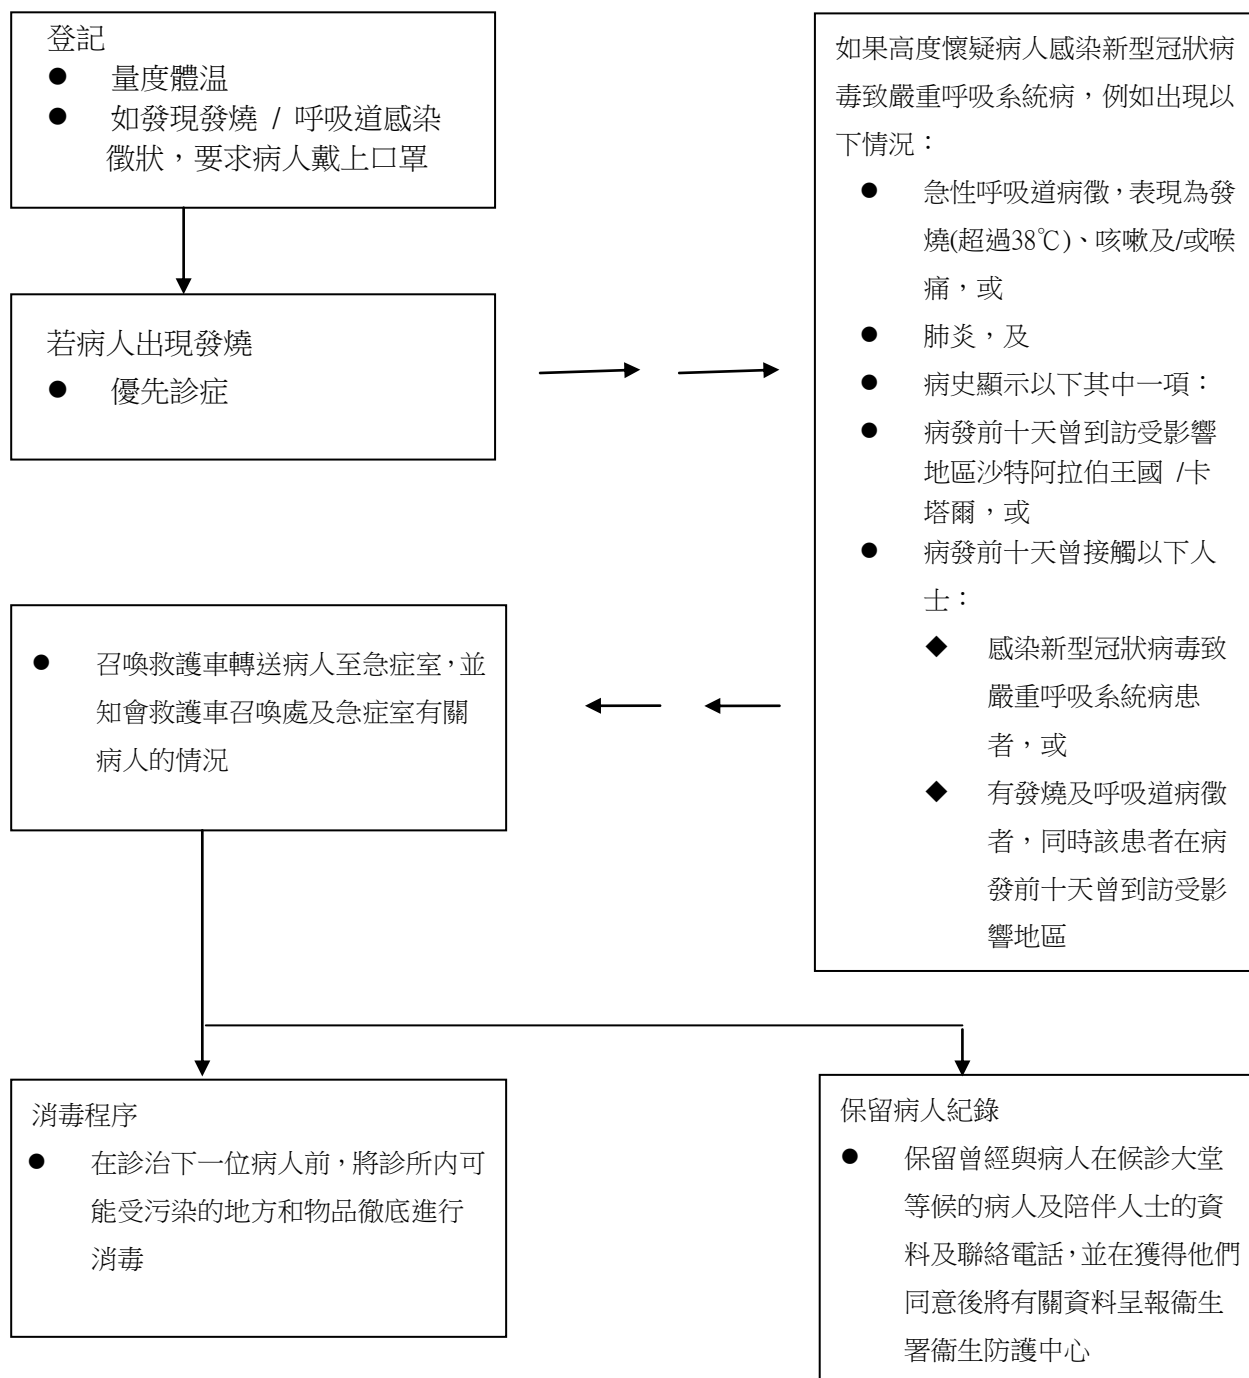 登記
● 量度體温
● 如發現發燒 / 呼吸道感染
徵狀，要求病人戴上口罩
若病人出現發燒
● 優先診症
如果高度懷疑病人感染新型冠狀病
毒致嚴重呼吸系統病，例如出現以
下情況：
● 急性呼吸道病徵，表現為發
燒(超過38℃)、咳嗽及/或喉
痛，或
● 肺炎，及
● 病史顯示以下其中一項：
● 病發前十天曾到訪受影響
地區沙特阿拉伯王國 /卡
塔爾，或
● 病發前十天曾接觸以下人
士：
◆ 感染新型冠狀病毒致
嚴重呼吸系統病患
者，或
◆ 有發燒及呼吸道病徵
者，同時該患者在病
發前十天曾到訪受影
響地區
● 召喚救護車轉送病人至急症室，並
知會救護車召喚處及急症室有關
病人的情況
消毒程序
● 在診治下一位病人前，將診所內可
能受污染的地方和物品徹底進行
消毒
保留病人紀錄
● 保留曾經與病人在候診大堂
等候的病人及陪伴人士的資
料及聯絡電話，並在獲得他們
同意後將有關資料呈報衞生
署衞生防護中心